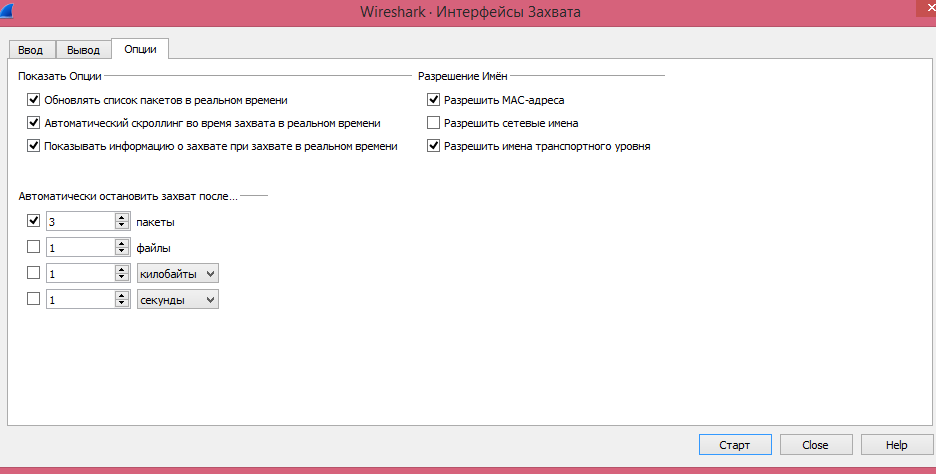 Wireshark · Интерфейсы Захвата
Ввод Вывод Опции
Показать Опции Разрешение Имён
Обновлять список пакетов в реальном времени Разрешить MAC-адреса
Автоматический скроллинг во время захвата в реальном времени Разрешить сетевые имена
Показывать информацию о захвате при захвате в реальном времени Разрешить имена транспортного уровня
Автоматически остановить захват после...
3 пакеты
1 файлы
1 килобайты
1 секунды
Старт Close Help